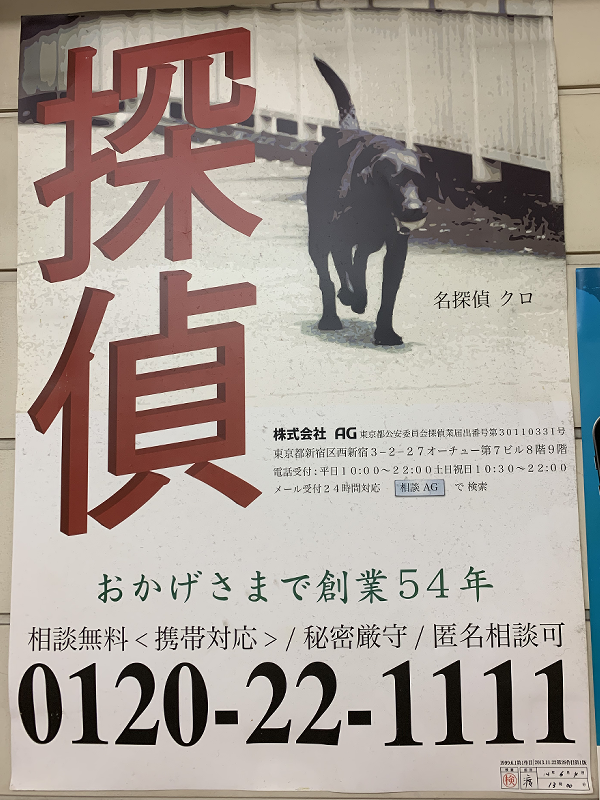 探偵
名探偵 クロ
株式会社 AG 東京都公安委員会探偵業届出番号第30110331号
東京都新宿区西新宿3-2-27オーチュー第7ビル8階9階
電話受付:平日10:00～22:00土日祝日10:30～22:00
メール受付24時間対応 相談 AG で 検索
おかげさまで創業54年
相談無料<携帯対応>/秘密厳守/匿名相談可
0120-22-1111